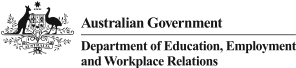 Australian Government
Department of Education, Employment
and Workplace Relations